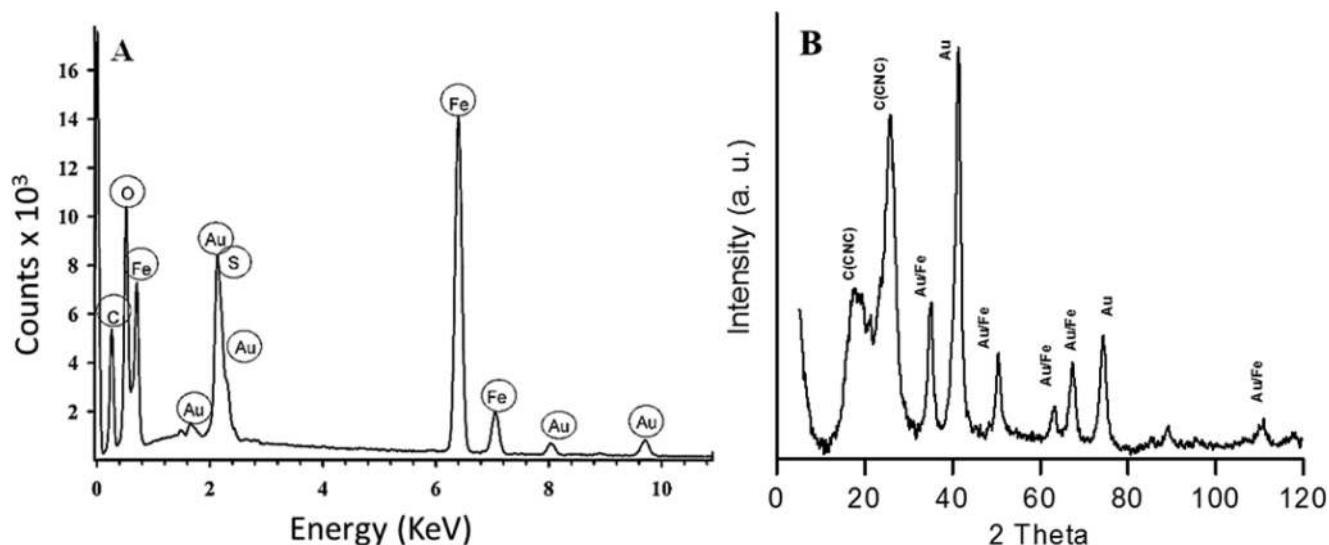 A
Counts x 10³
16
14
12
10
8
6
4
2
C
O
Fe
Au
Au
S
Au
Fe
Fe
Au
Au
0
2
4
6
8
10
Energy (KeV)
B
Intensity (a. u.)
C(CNC)
C(CNC)
Au/Fe
Au
Au/Fe
Au/Fe
Au/Fe
Au
Au/Fe
0
20
40
60
80
100
120
2 Theta